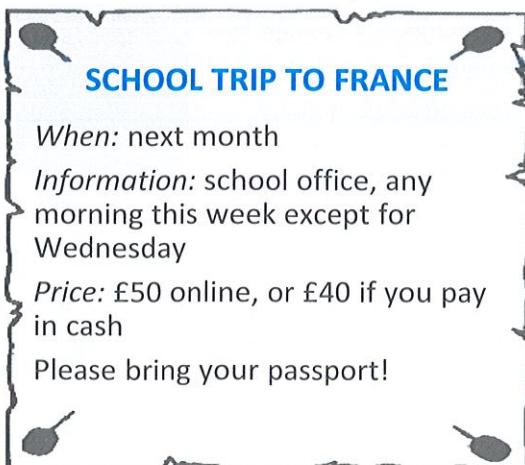 SCHOOL TRIP TO FRANCE
When: next month
Information: school office, any
morning this week except for
Wednesday
Price: £50 online, or £40 if you pay
in cash
Please bring your passport!